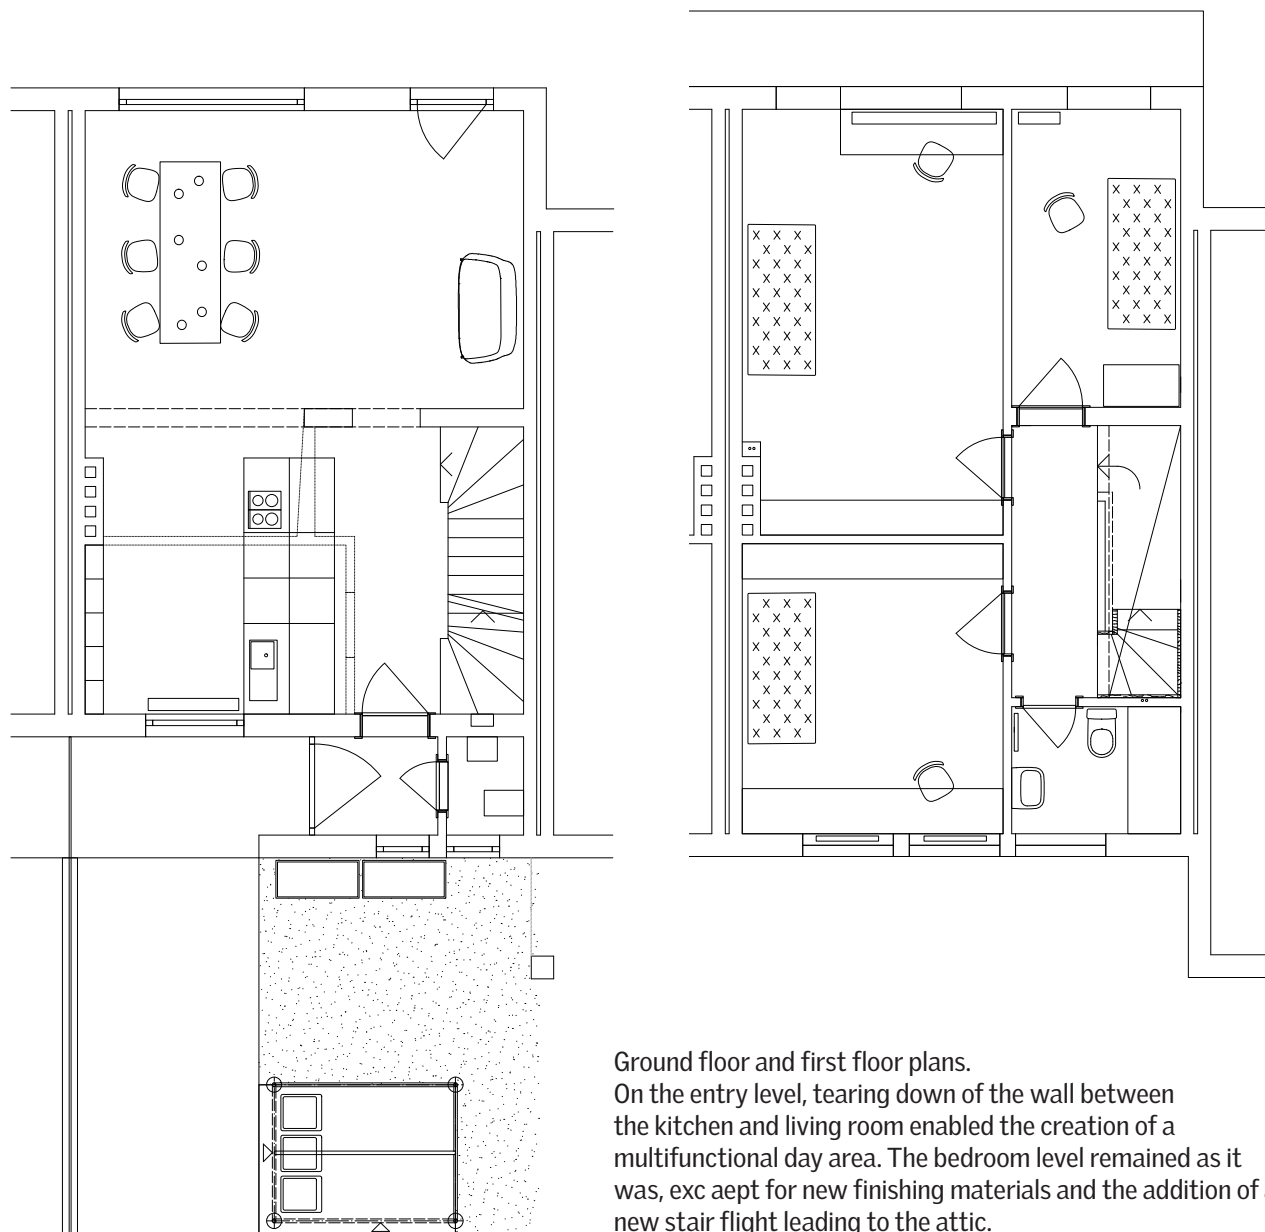 Ground floor and first floor plans.
On the entry level, tearing down of the wall between
the kitchen and living room enabled the creation of a
multifunctional day area. The bedroom level remained as it
was, exc aept for new finishing materials and the addition of a
new stair flight leading to the attic.